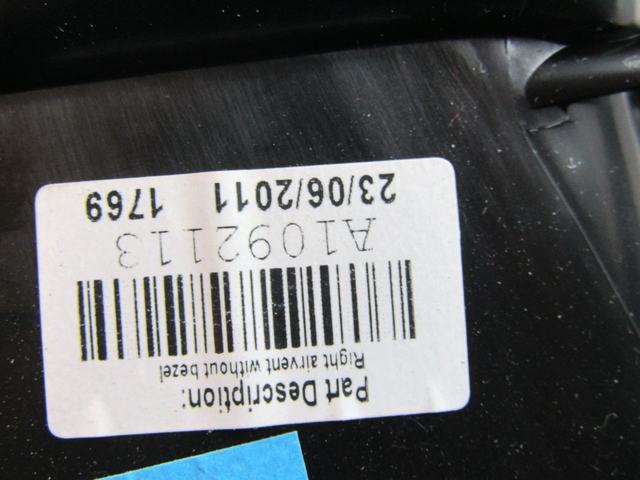 Part Description:
Right airvent without bezel
A1092113
23/06/2011 1769